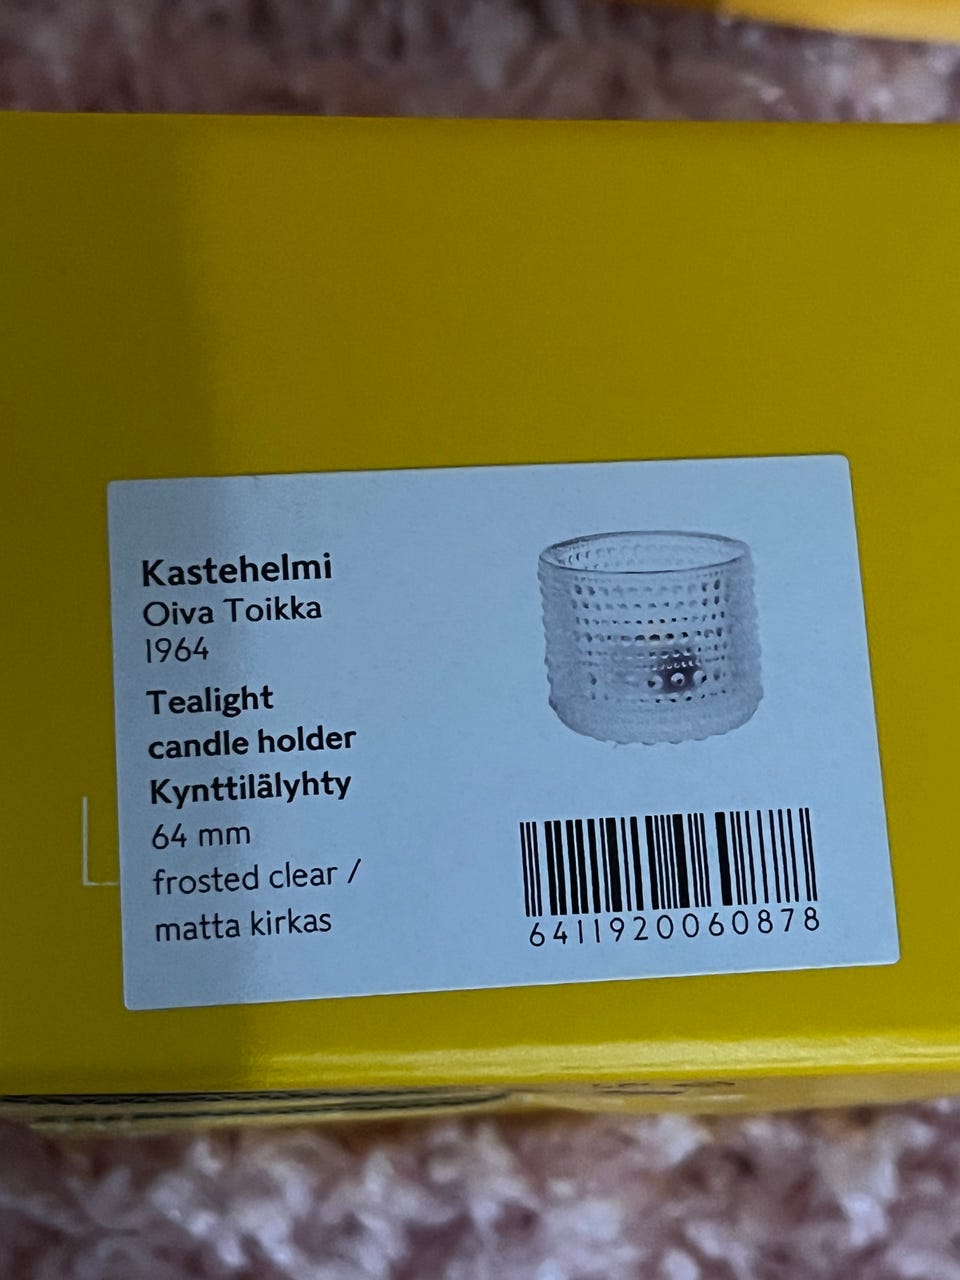 Kastehelmi
Oiva Toikka
1964
Tealight
candle holder
Kynttilälyhty
64 mm
frosted clear /
matta kirkas
6411920060878